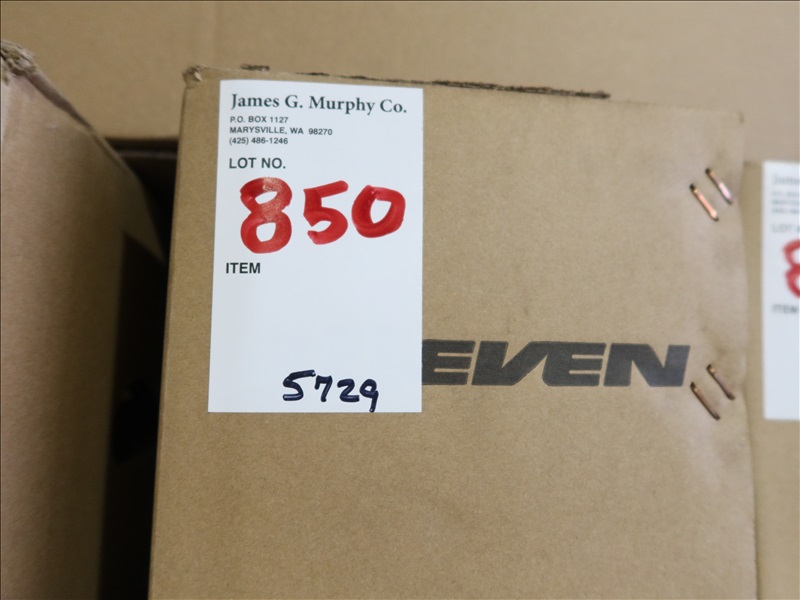 James G. Murphy Co.
P.O. BOX 1127
MARYSVILLE, WA 98270
(425) 486-1246
LOT NO.
850
ITEM
5729
EVEN